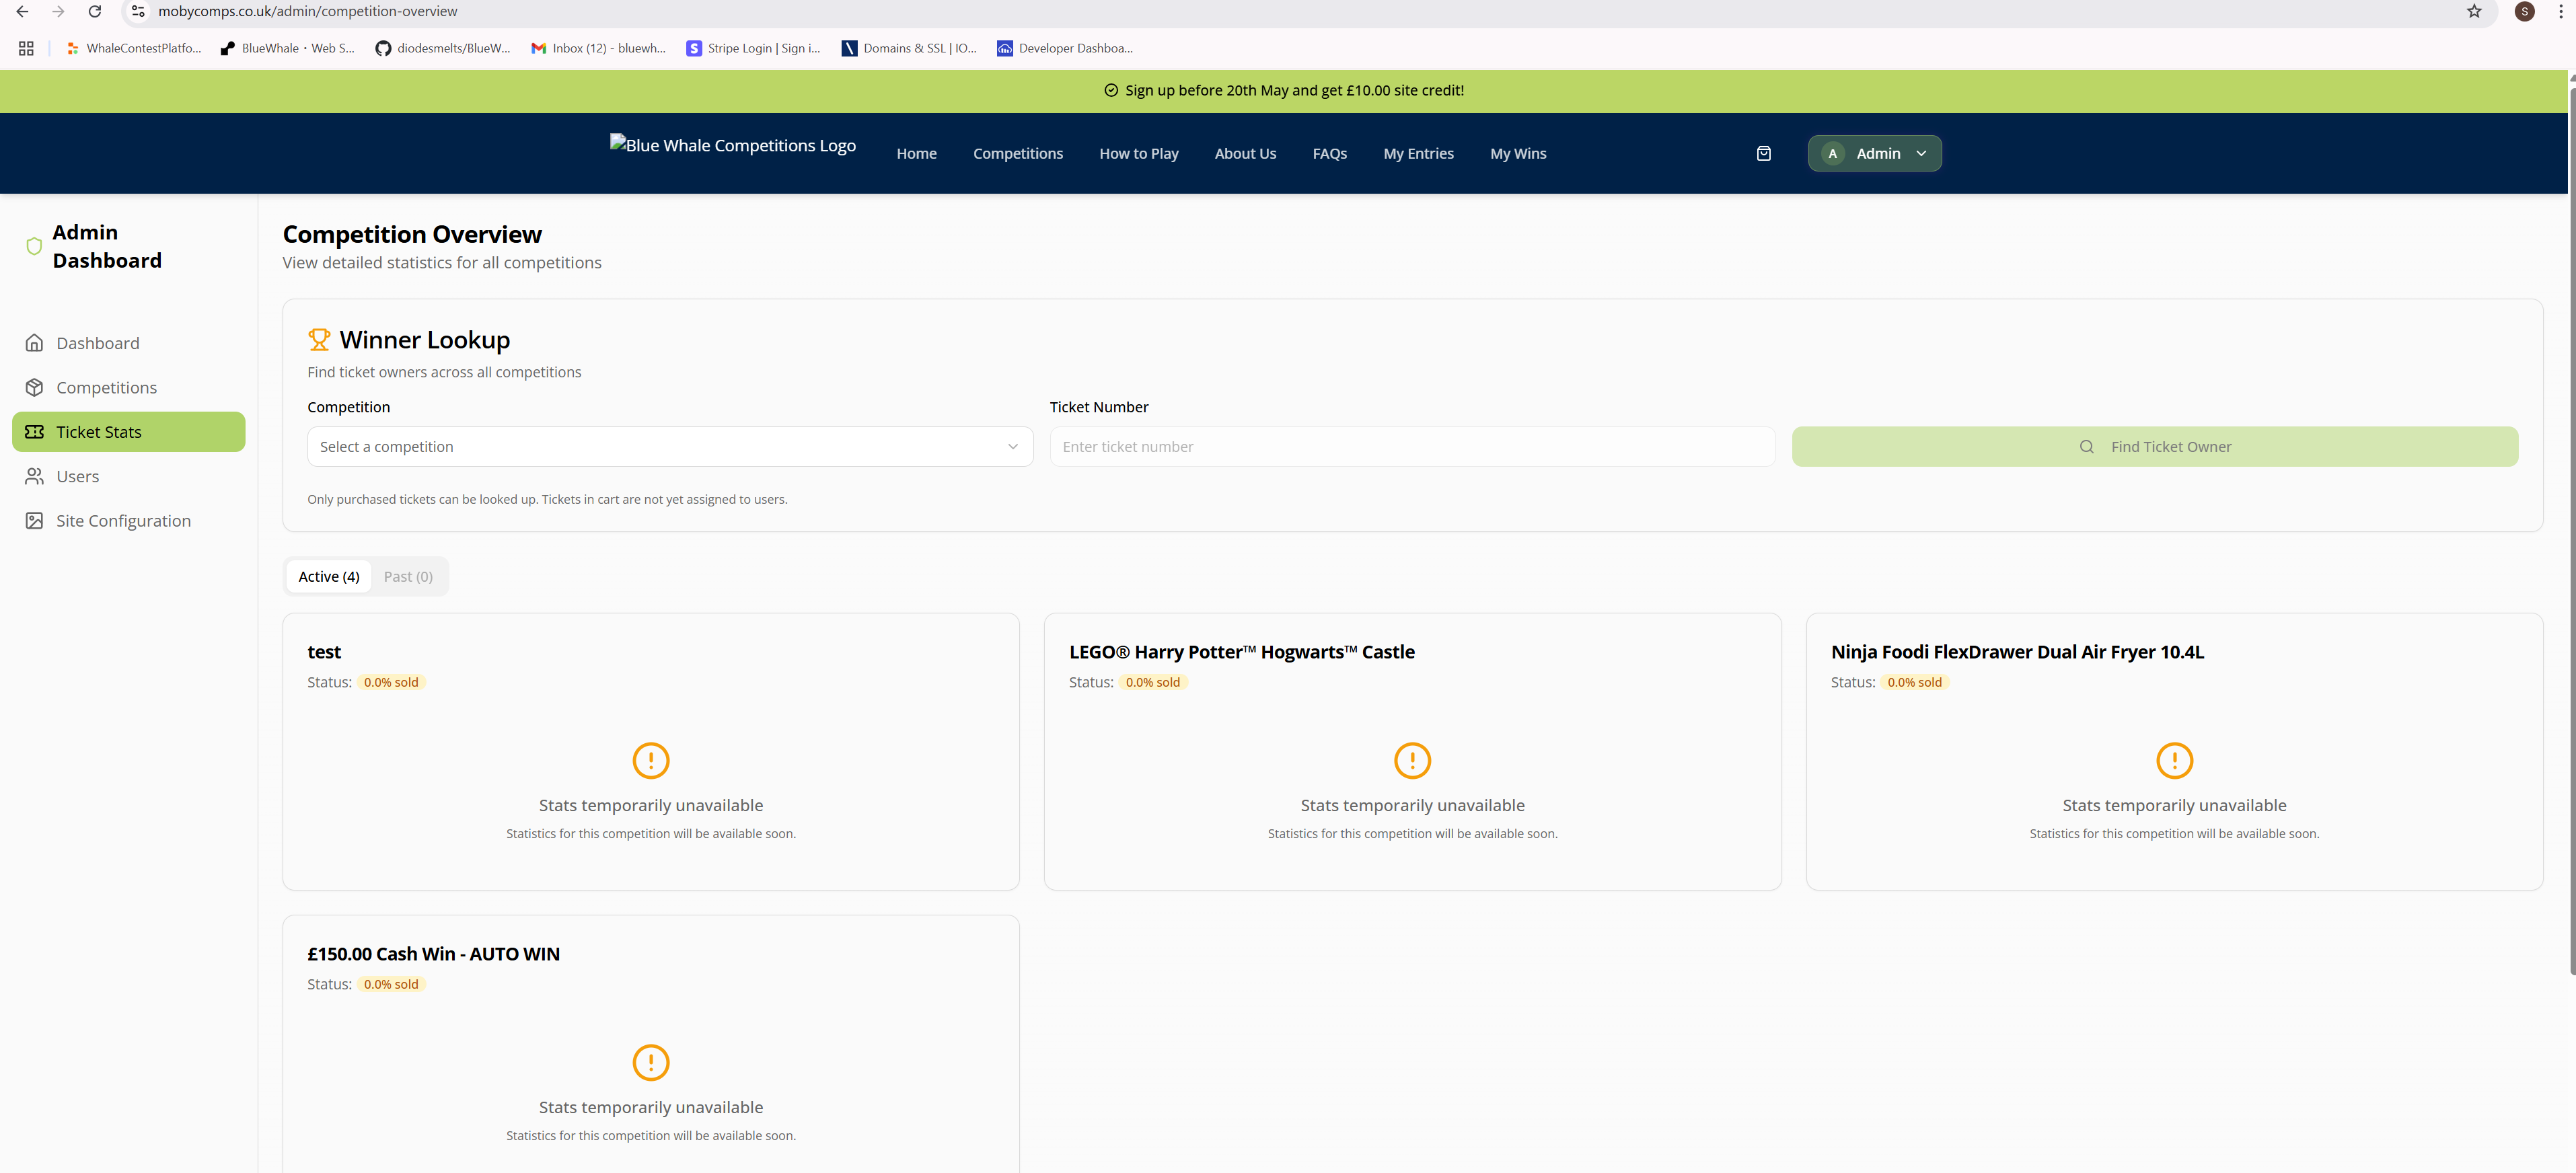 mobycomps.co.uk/admin/competition-overview
S
WhaleContestPlatfo...
BlueWhale · Web S...
diodesmelts/BlueW...
Inbox (12) - bluewh...
S
Stripe Login | Sign i...
Domains & SSL | IO...
Developer Dashboa...
Sign up before 20th May and get £10.00 site credit!
Blue Whale Competitions Logo
Home
Competitions
How to Play
About Us
FAQs
My Entries
My Wins
A
Admin
Admin
Dashboard
Dashboard
Competitions
Ticket Stats
Users
Site Configuration
Competition Overview
View detailed statistics for all competitions
Winner Lookup
Find ticket owners across all competitions
Competition
Ticket Number
Select a competition
Enter ticket number
Find Ticket Owner
Only purchased tickets can be looked up. Tickets in cart are not yet assigned to users.
Active (4)
Past (0)
test
Status: 0.0% sold
Stats temporarily unavailable
Statistics for this competition will be available soon.
LEGO® Harry Potter™ Hogwarts™ Castle
Status: 0.0% sold
Stats temporarily unavailable
Statistics for this competition will be available soon.
Ninja Foodi FlexDrawer Dual Air Fryer 10.4L
Status: 0.0% sold
Stats temporarily unavailable
Statistics for this competition will be available soon.
£150.00 Cash Win - AUTO WIN
Status: 0.0% sold
Stats temporarily unavailable
Statistics for this competition will be available soon.